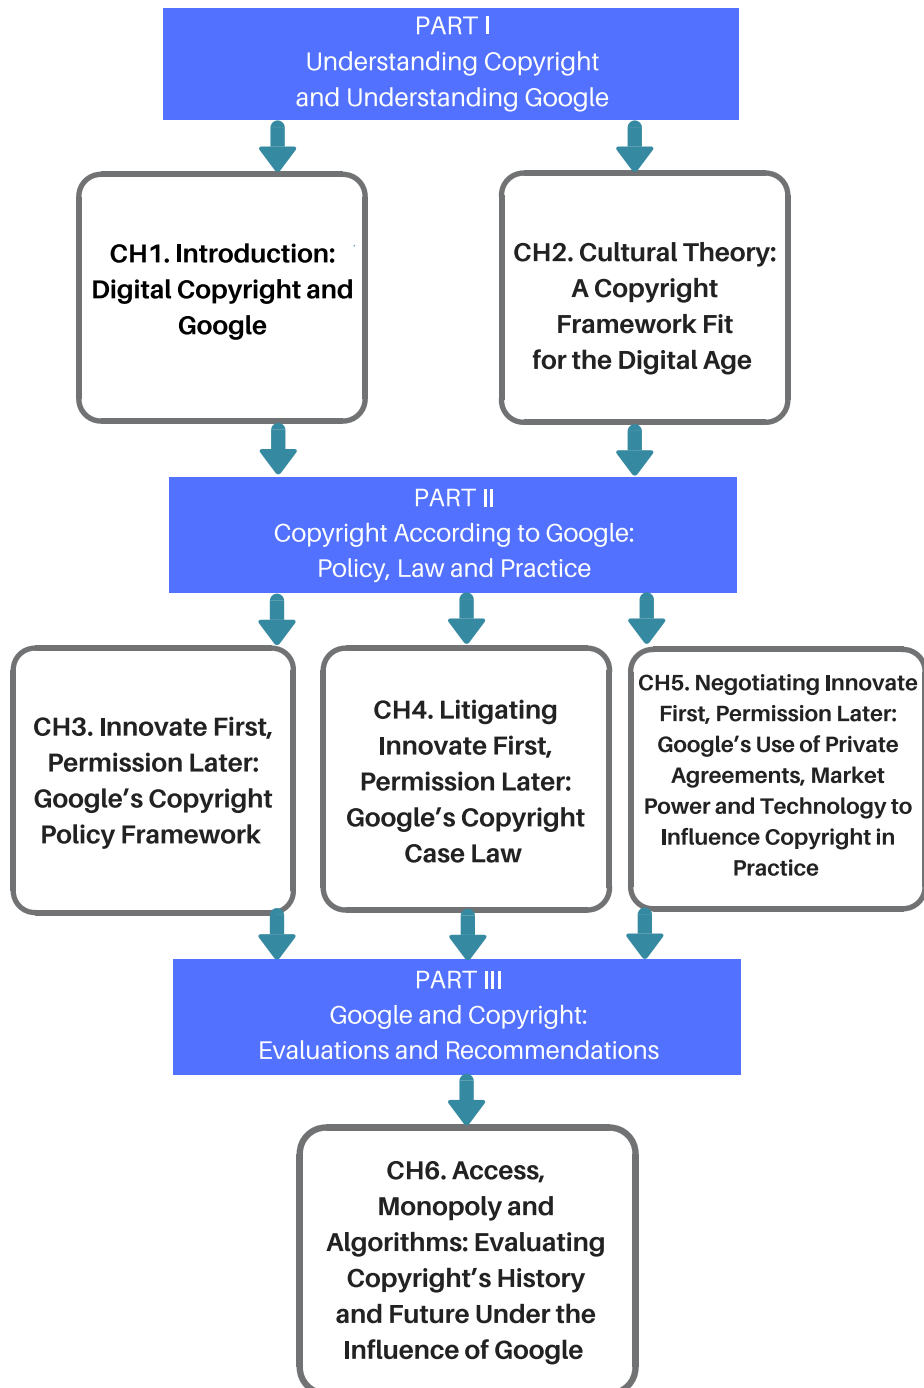 PART I
Understanding Copyright
and Understanding Google
CH1. Introduction:
Digital Copyright and
Google
CH2. Cultural Theory:
A Copyright
Framework Fit
for the Digital Age
PART II
Copyright According to Google:
Policy, Law and Practice
CH3. Innovate First,
Permission Later:
Google’s Copyright
Policy Framework
CH4. Litigating
Innovate First,
Permission Later:
Google’s Copyright
Case Law
CH5. Negotiating Innovate
First, Permission Later:
Google’s Use of Private
Agreements, Market
Power and Technology to
Influence Copyright in
Practice
PART III
Google and Copyright:
Evaluations and Recommendations
CH6. Access,
Monopoly and
Algorithms: Evaluating
Copyright’s History
and Future Under the
Influence of Google